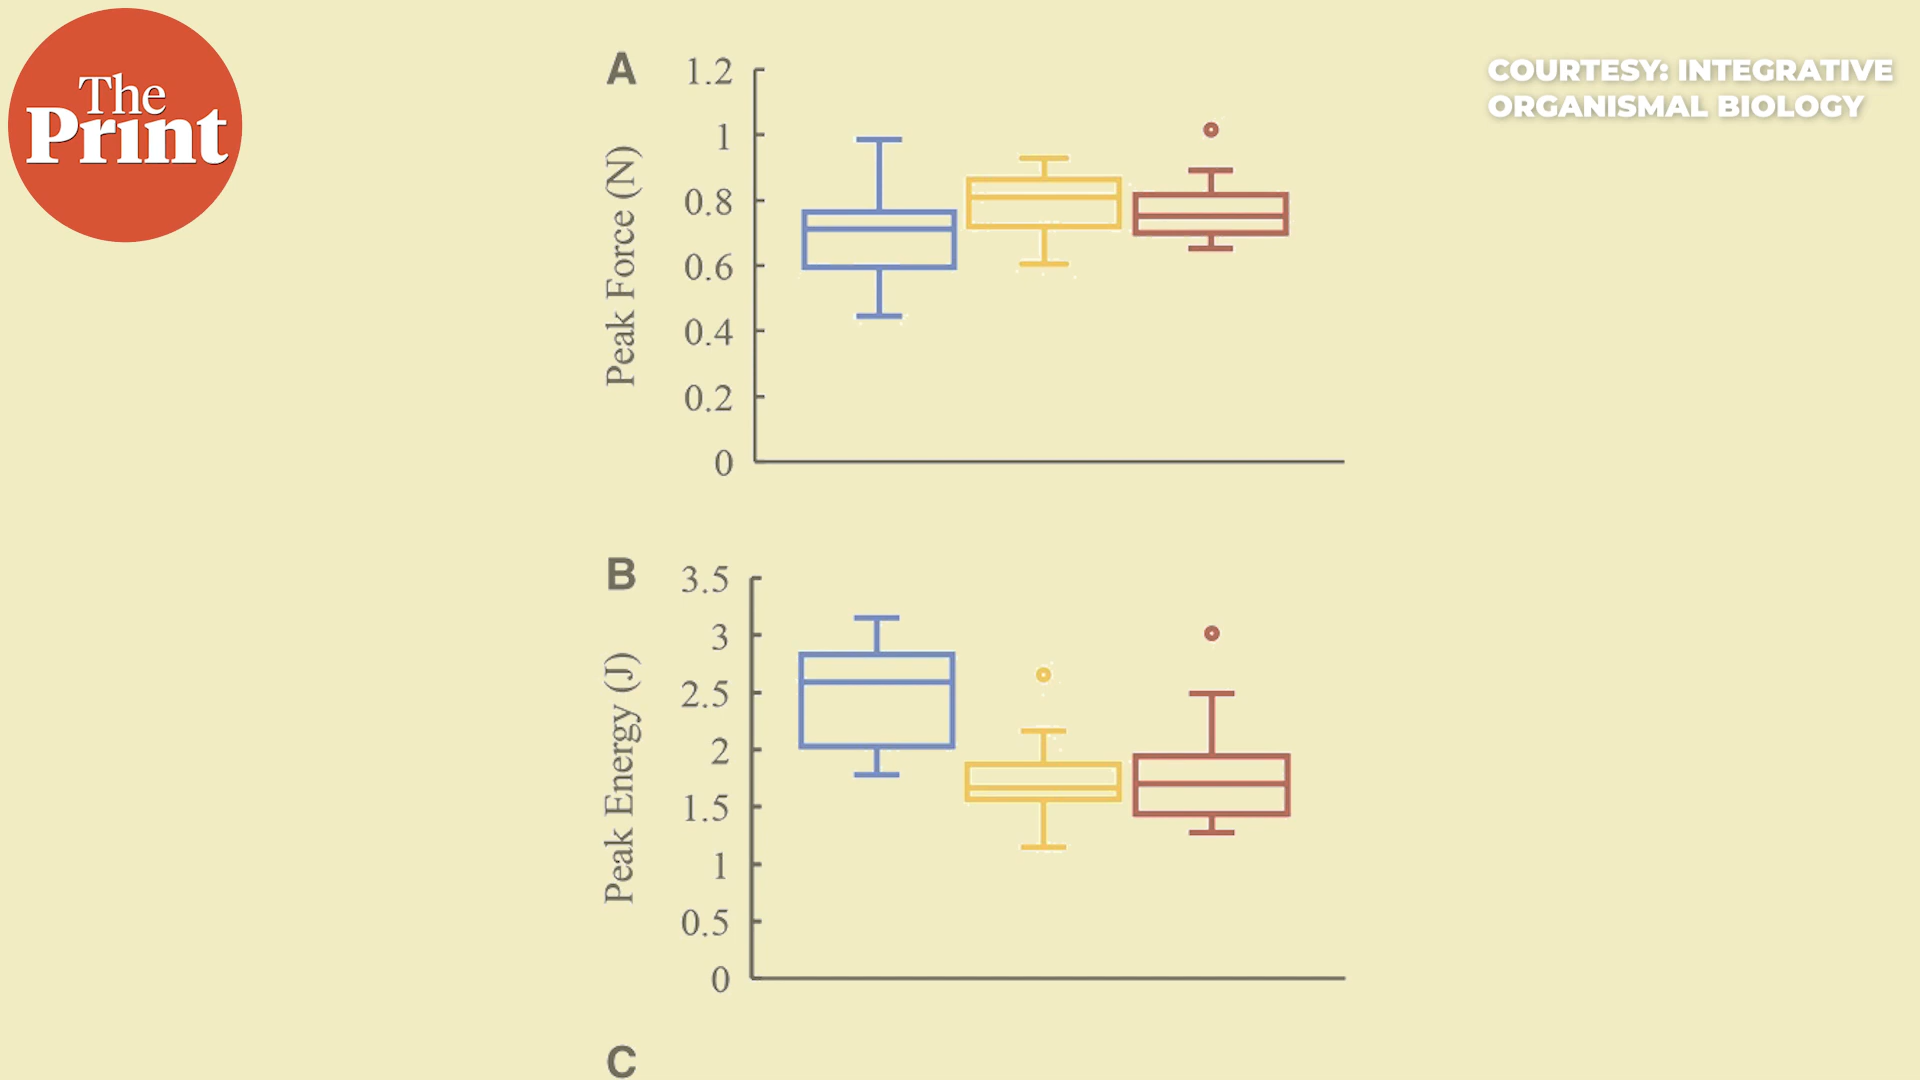 The
Print
COURTESY: INTEGRATIVE
ORGANISMAL BIOLOGY
A
Peak Force (N)
1.2
1
0.8
0.6
0.4
0.2
0
B
Peak Energy (J)
3.5
3
2.5
2
1.5
1
0.5
0
C